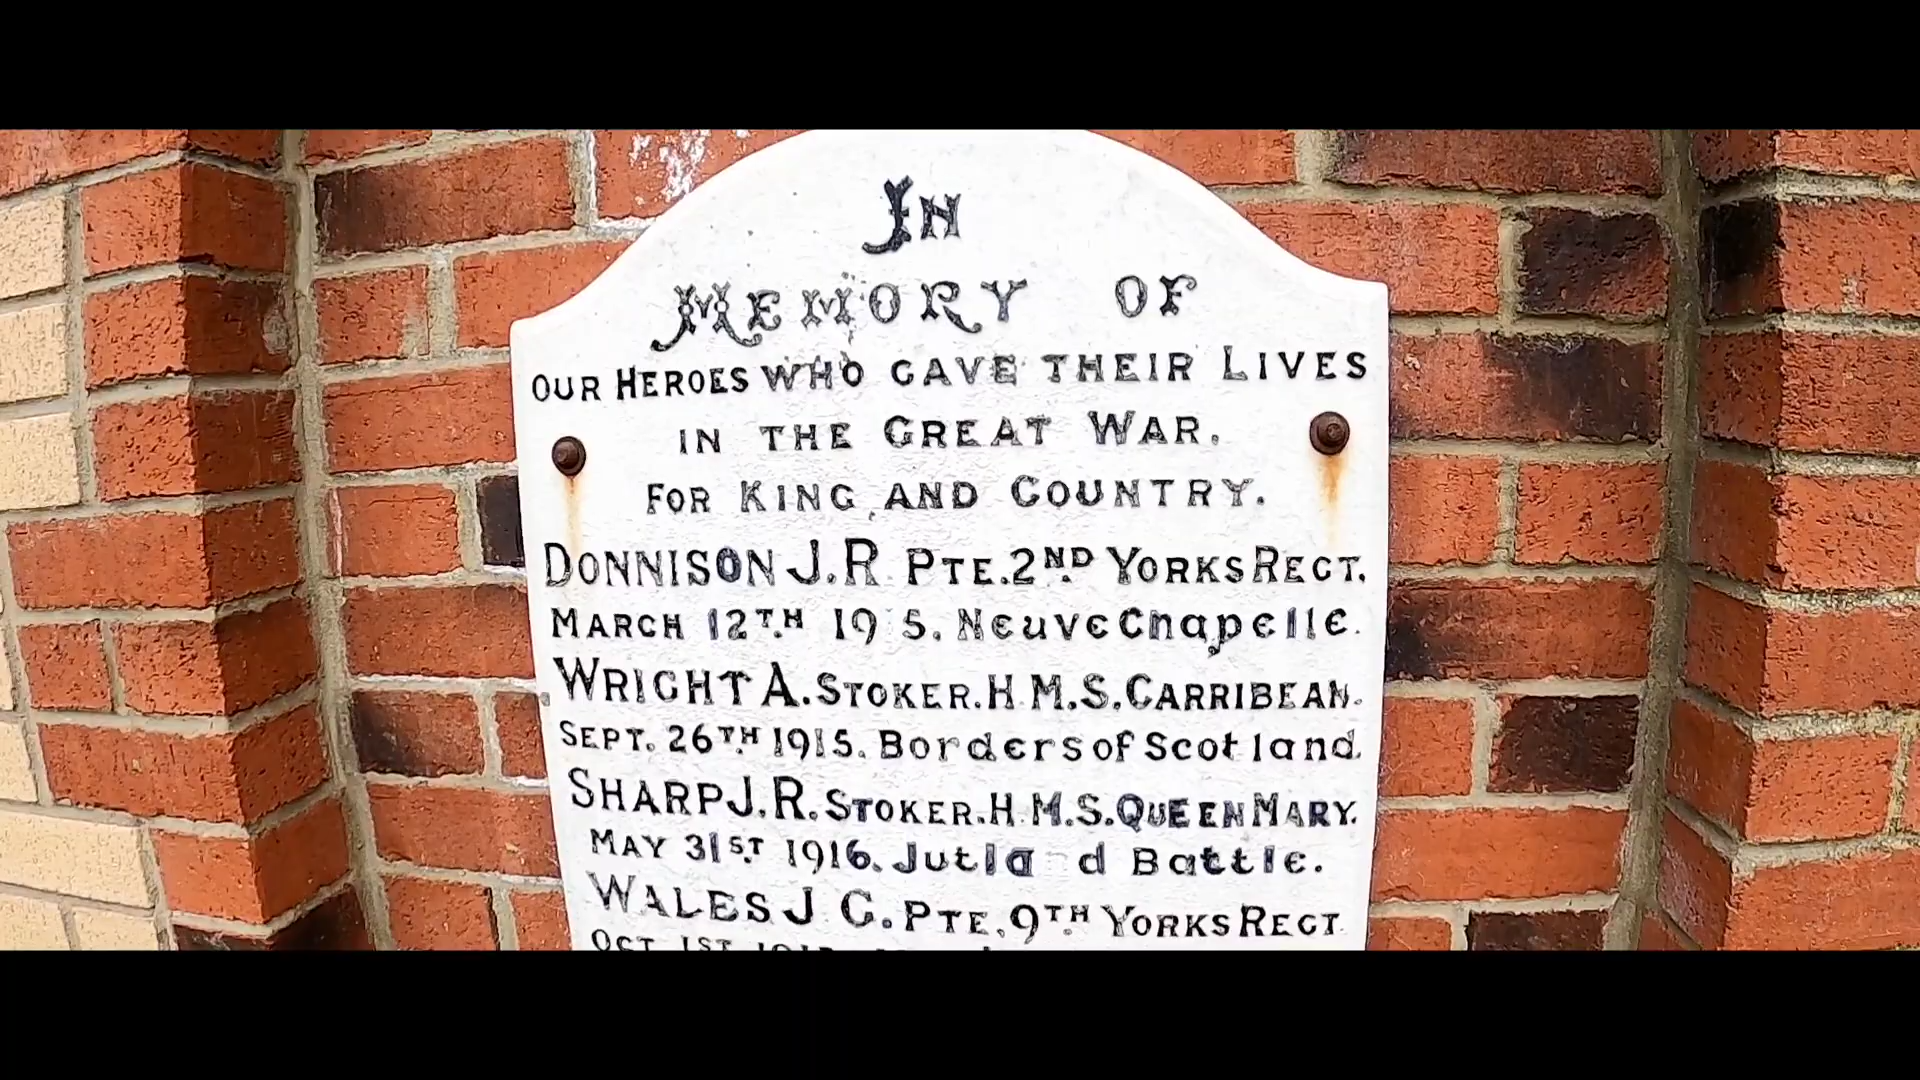 In
Memory of
Our Heroes who gave their Lives
in the Great War.
For King and Country.
Donnison J.R Pte. 2nd Yorks Regt.
March 12th 19 5. Neuve Chapelle.
Wright A. Stoker. H.M.S. Carribean.
Sept. 26th 1915. Borders of Scotland.
Sharp J.R. Stoker. H.M.S. Queen Mary.
May 31st 1916. Jutla d Battle.
Wales J G. Pte. 9th Yorks Regt
Oct 1st